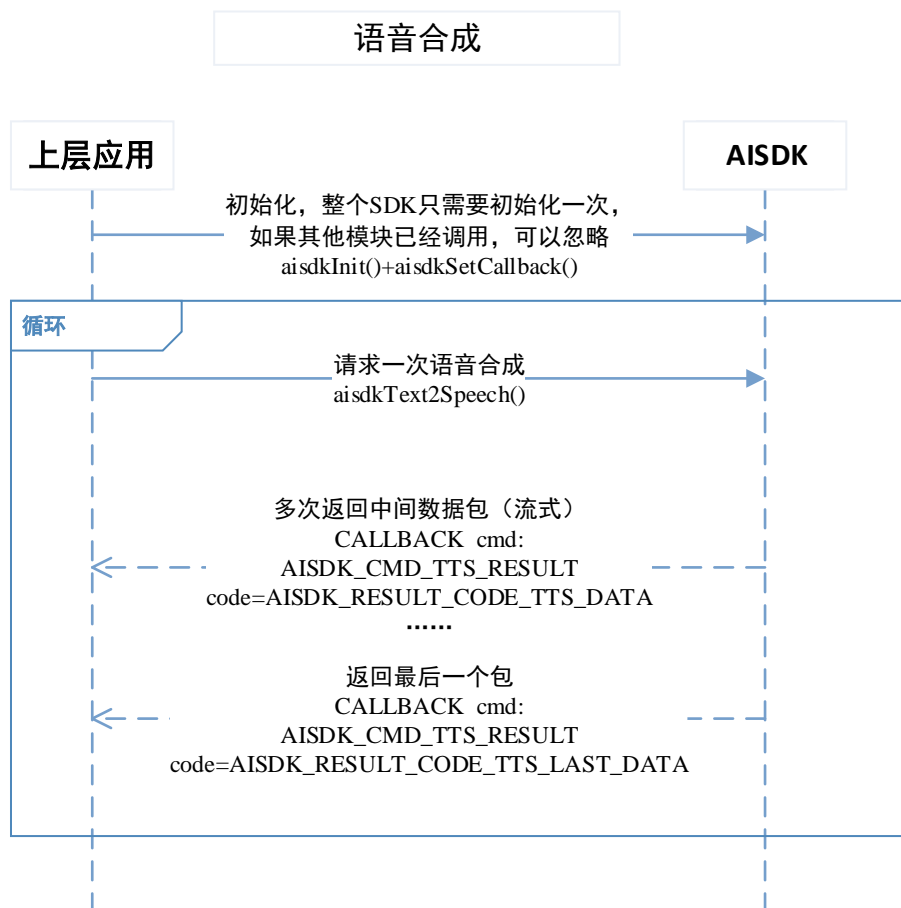 语音合成
上层应用
AISDK
初始化，整个SDK只需要初始化一次，
如果其他模块已经调用，可以忽略
aisdkInit()+aisdkSetCallback()
循环
请求一次语音合成
aisdkText2Speech()
多次返回中间数据包（流式）
CALLBACK cmd:
AISDK_CMD_TTS_RESULT
code=AISDK_RESULT_CODE_TTS_DATA
……
返回最后一个包
CALLBACK cmd:
AISDK_CMD_TTS_RESULT
code=AISDK_RESULT_CODE_TTS_LAST_DATA